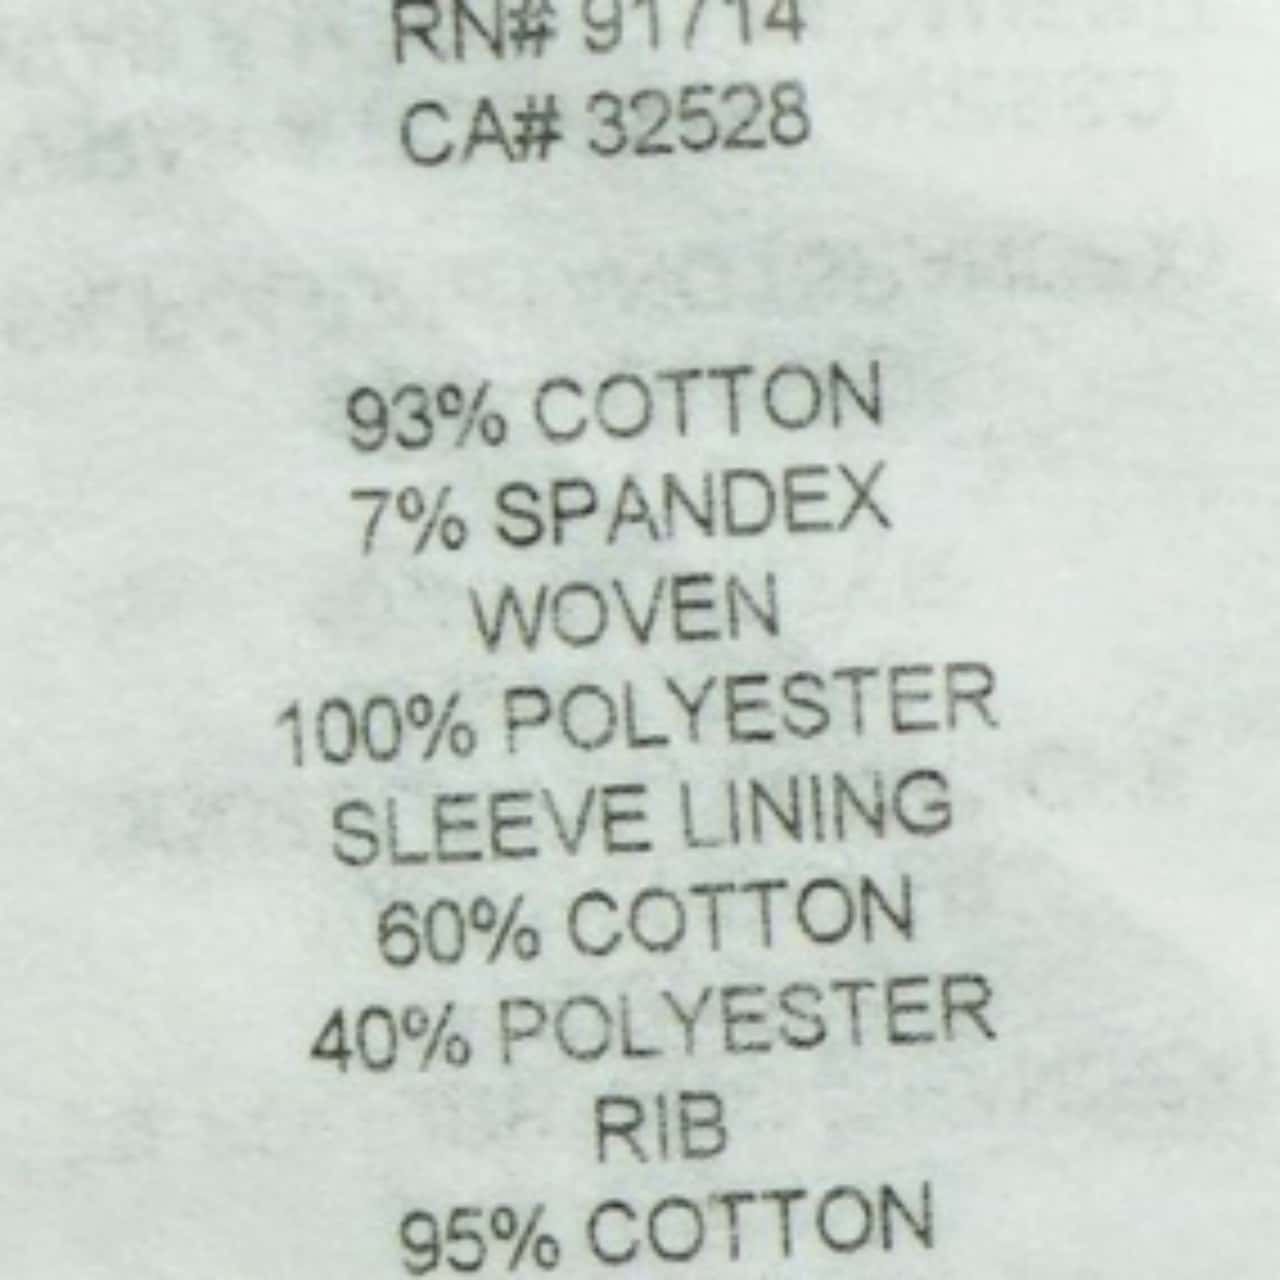 RN# 91714
CA# 32528
93% COTTON
7% SPANDEX
WOVEN
100% POLYESTER
SLEEVE LINING
60% COTTON
40% POLYESTER
RIB
95% COTTON